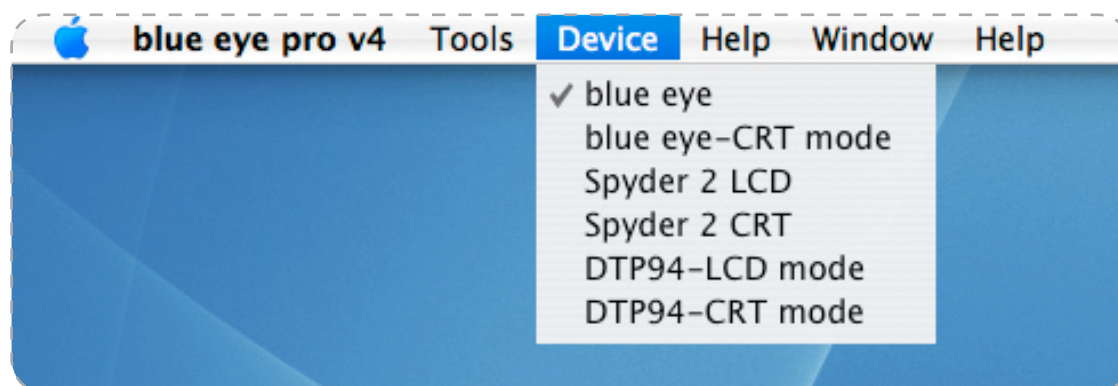 blue eye pro v4 Tools Device Help Window Help
✓ blue eye
blue eye-CRT mode
Spyder 2 LCD
Spyder 2 CRT
DTP94-LCD mode
DTP94-CRT mode